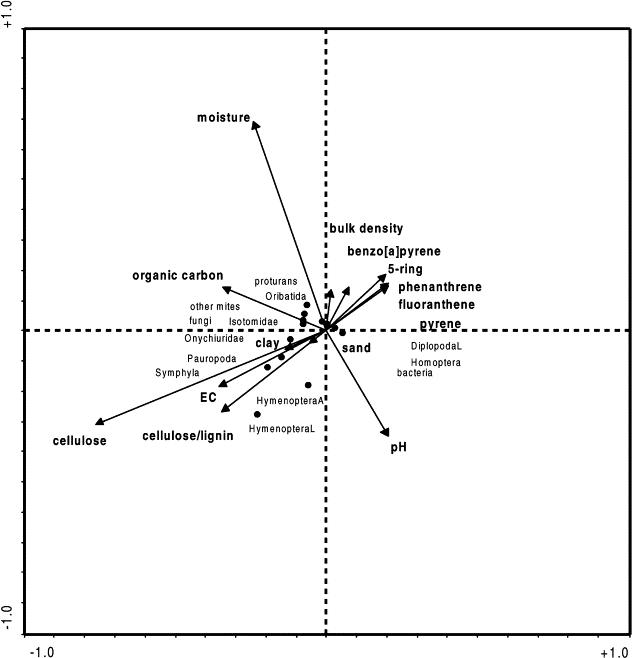 +1.0
moisture
bulk density
benzo[a]pyrene
5-ring
organic carbon
proturans
phenanthrene
Oribatida
fluoranthene
other mites
fungi
Isotomidae
pyrene
Onychiuridae
clay
sand
DiplopodaL
Pauropoda
Homoptera
Symphyla
bacteria
EC
HymenopteraA
cellulose
cellulose/lignin
HymenopteraL
pH
-1.0
-1.0
+1.0